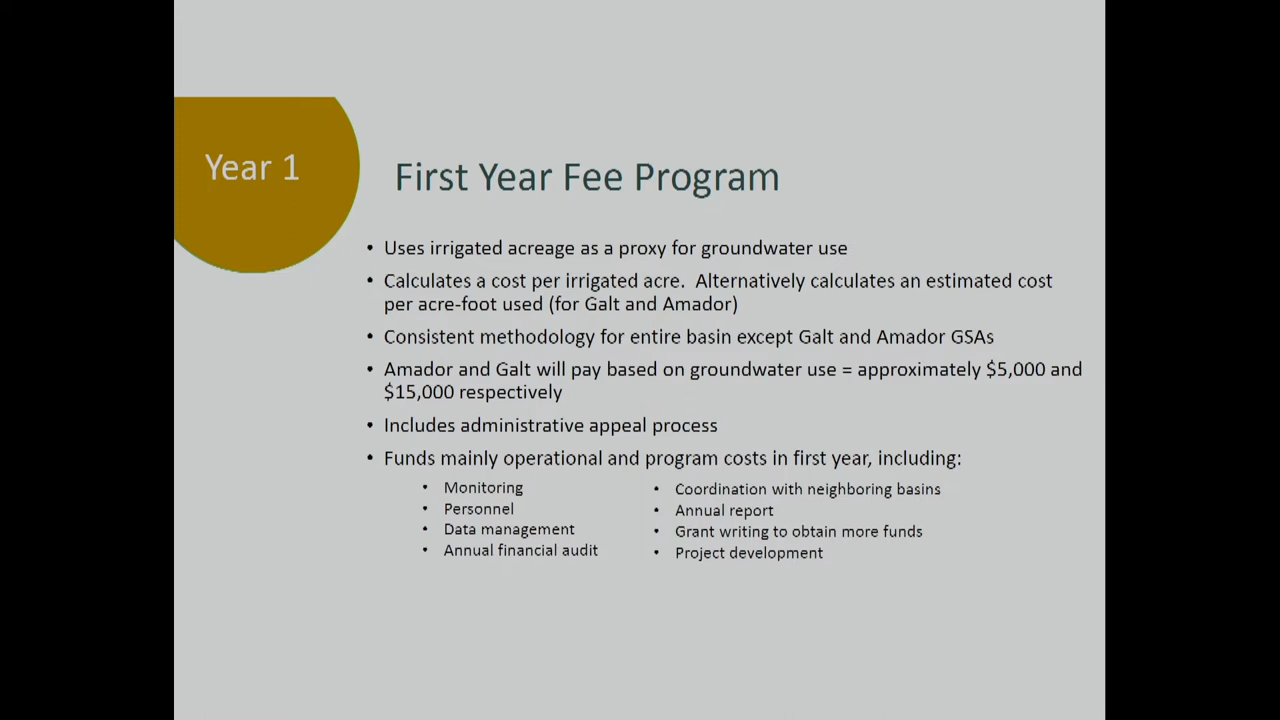 Year 1
First Year Fee Program
• Uses irrigated acreage as a proxy for groundwater use
• Calculates a cost per irrigated acre.  Alternatively calculates an estimated cost
per acre-foot used (for Galt and Amador)
• Consistent methodology for entire basin except Galt and Amador GSAs
• Amador and Galt will pay based on groundwater use = approximately $5,000 and
$15,000 respectively
• Includes administrative appeal process
• Funds mainly operational and program costs in first year, including:
• Monitoring
• Personnel
• Data management
• Annual financial audit
• Coordination with neighboring basins
• Annual report
• Grant writing to obtain more funds
• Project development